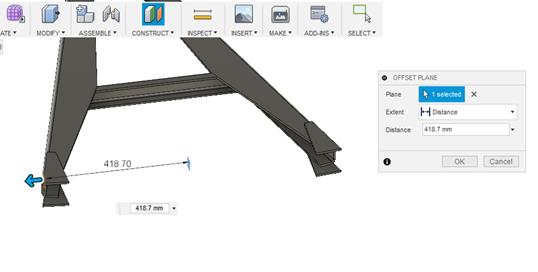 ATE ▾ MODIFY ▾ ASSEMBLE ▾ CONSTRUCT ▾ INSPECT ▾ INSERT ▾ MAKE ▾ ADD-INS ▾ SELECT ▾
OFFSET PLANE
Plane 1 selected
Extent Distance
Distance 418.7 mm
OK Cancel
418.70
418.7 mm